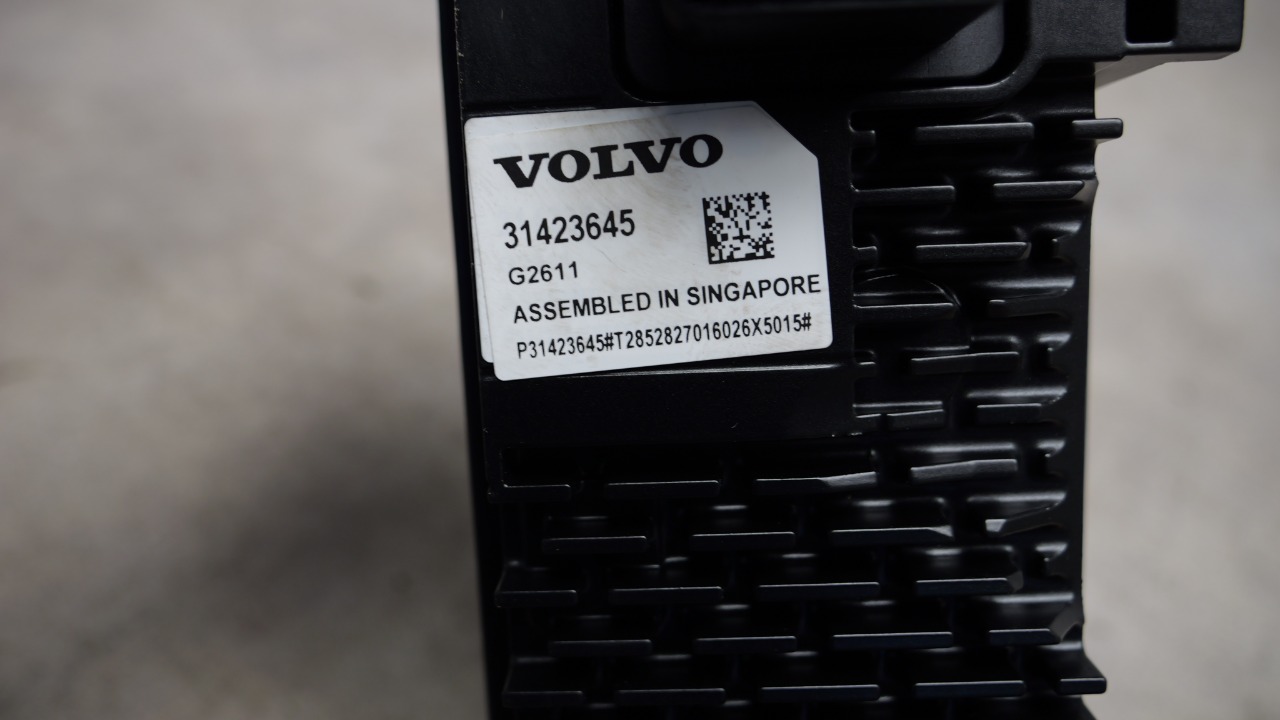 VOLVO
31423645
G2611
ASSEMBLED IN SINGAPORE
P31423645#T2852827016026X5015#